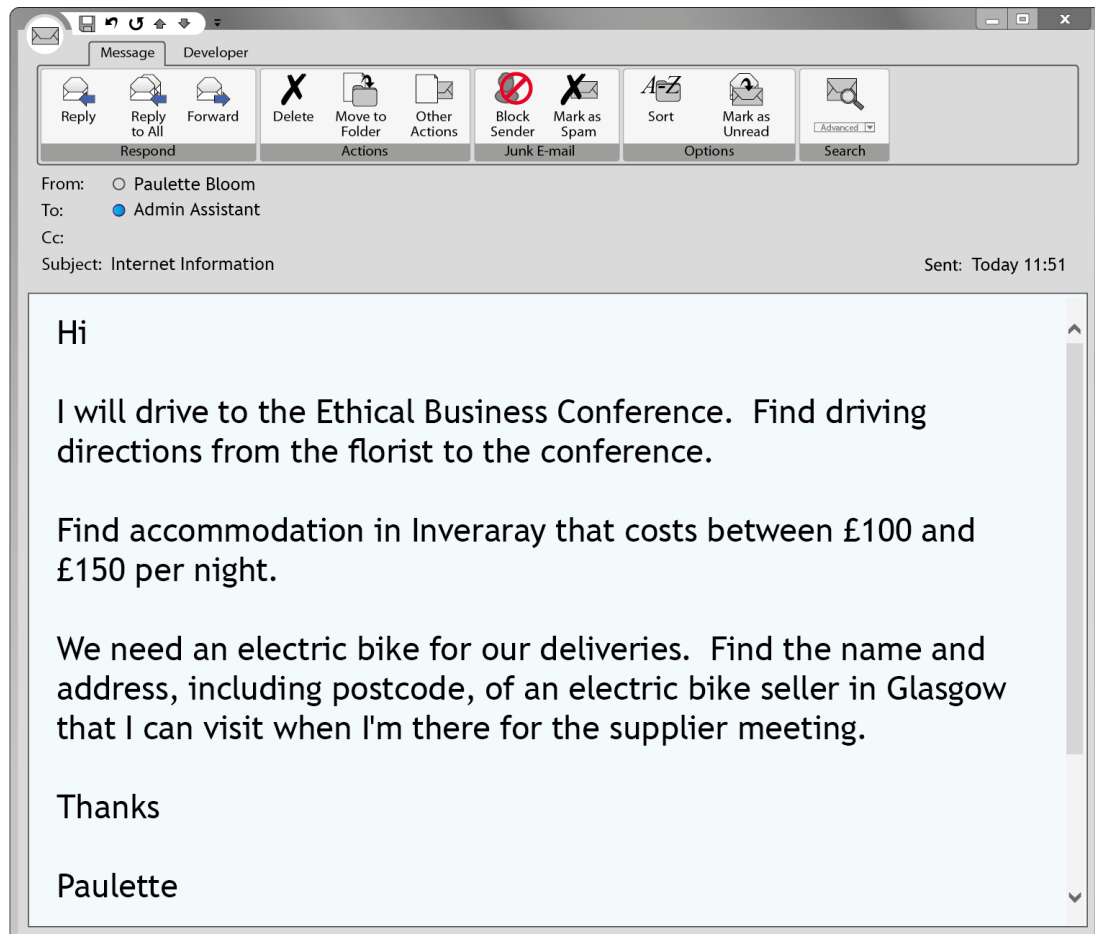 x
Message Developer
Reply Reply to All Forward Delete Move to Folder Other Actions Block Sender Mark as Spam A=Z Sort Mark as Unread Advanced
Respond Actions Junk E-mail Options Search
From: Paulette Bloom
To: Admin Assistant
Cc:
Subject: Internet Information Sent: Today 11:51
Hi
I will drive to the Ethical Business Conference. Find driving
directions from the florist to the conference.
Find accommodation in Inveraray that costs between £100 and
£150 per night.
We need an electric bike for our deliveries. Find the name and
address, including postcode, of an electric bike seller in Glasgow
that I can visit when I'm there for the supplier meeting.
Thanks
Paulette